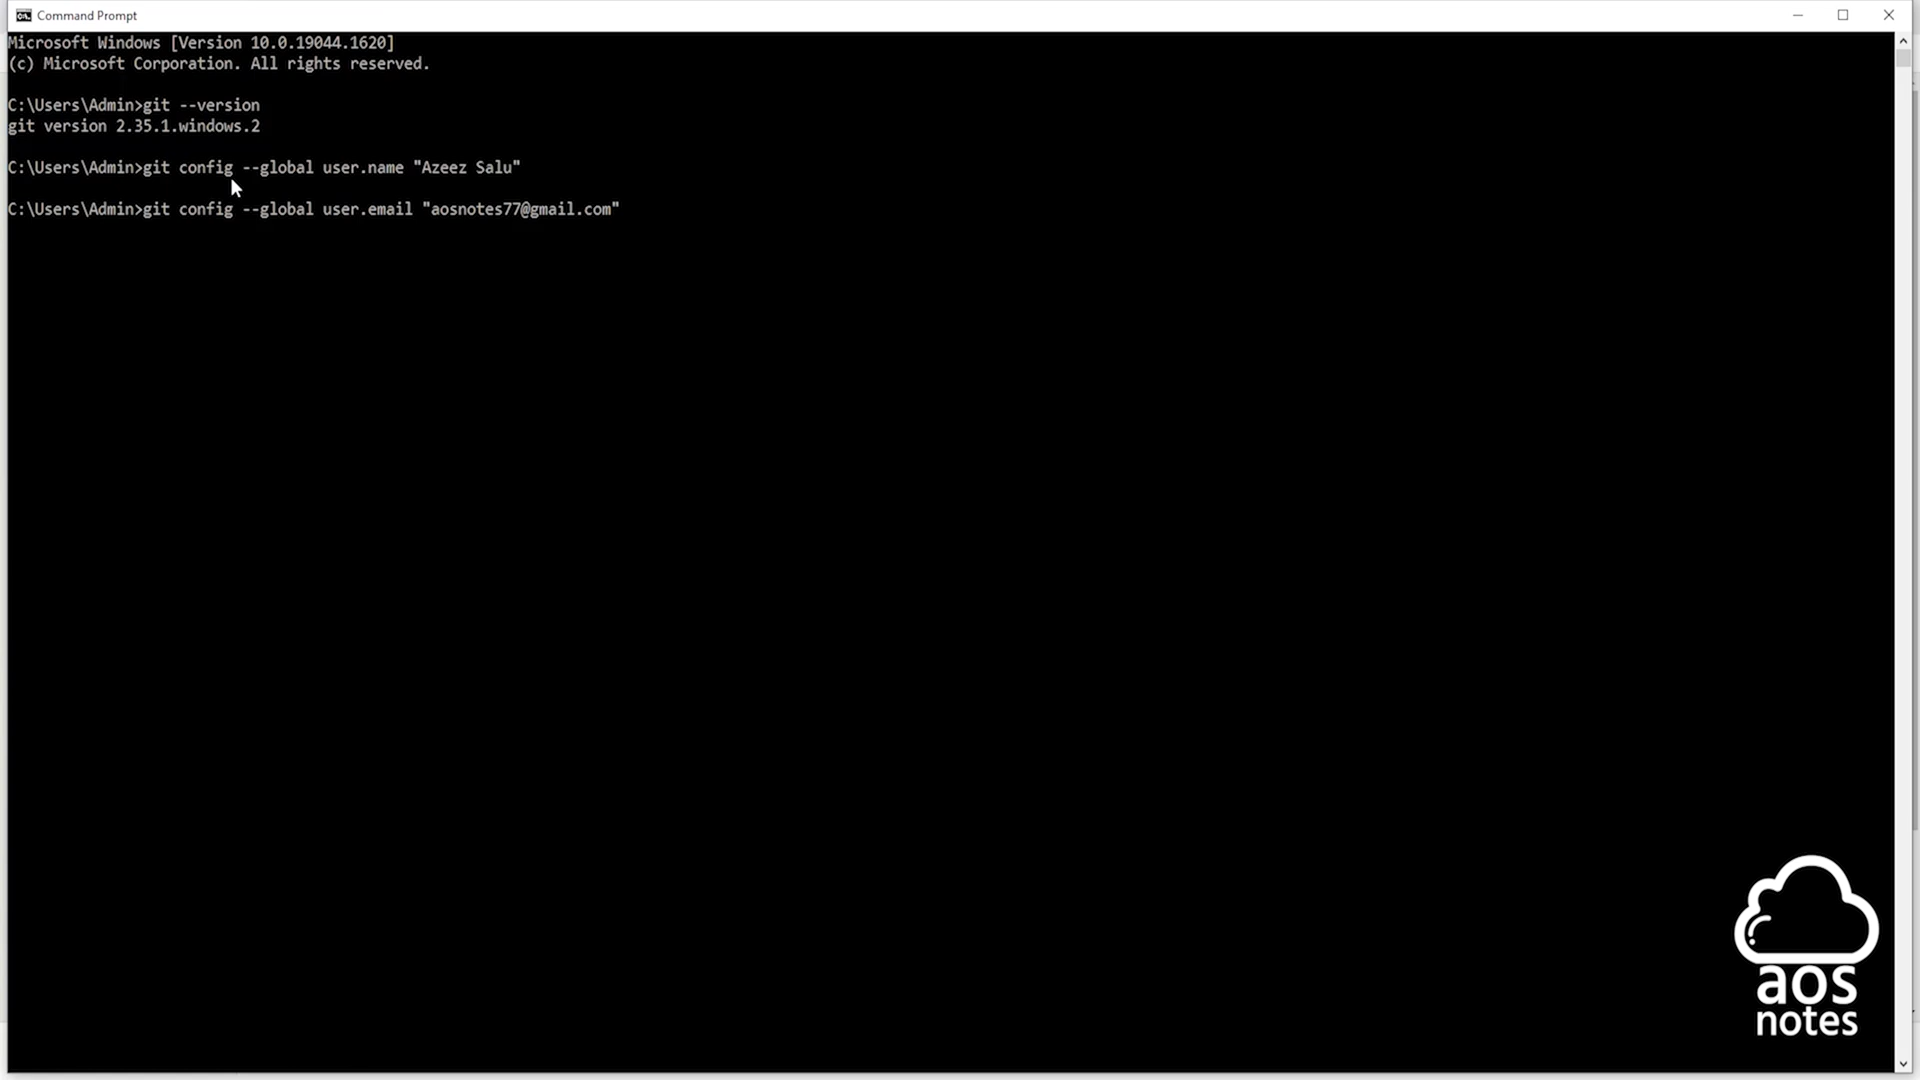 Command Prompt
Microsoft Windows [Version 10.0.19044.1620]
(c) Microsoft Corporation. All rights reserved.
C:\Users\Admin>git --version
git version 2.35.1.windows.2
C:\Users\Admin>git config --global user.name "Azeez Salu"
C:\Users\Admin>git config --global user.email "aosnotes77@gmail.com"
aos
notes